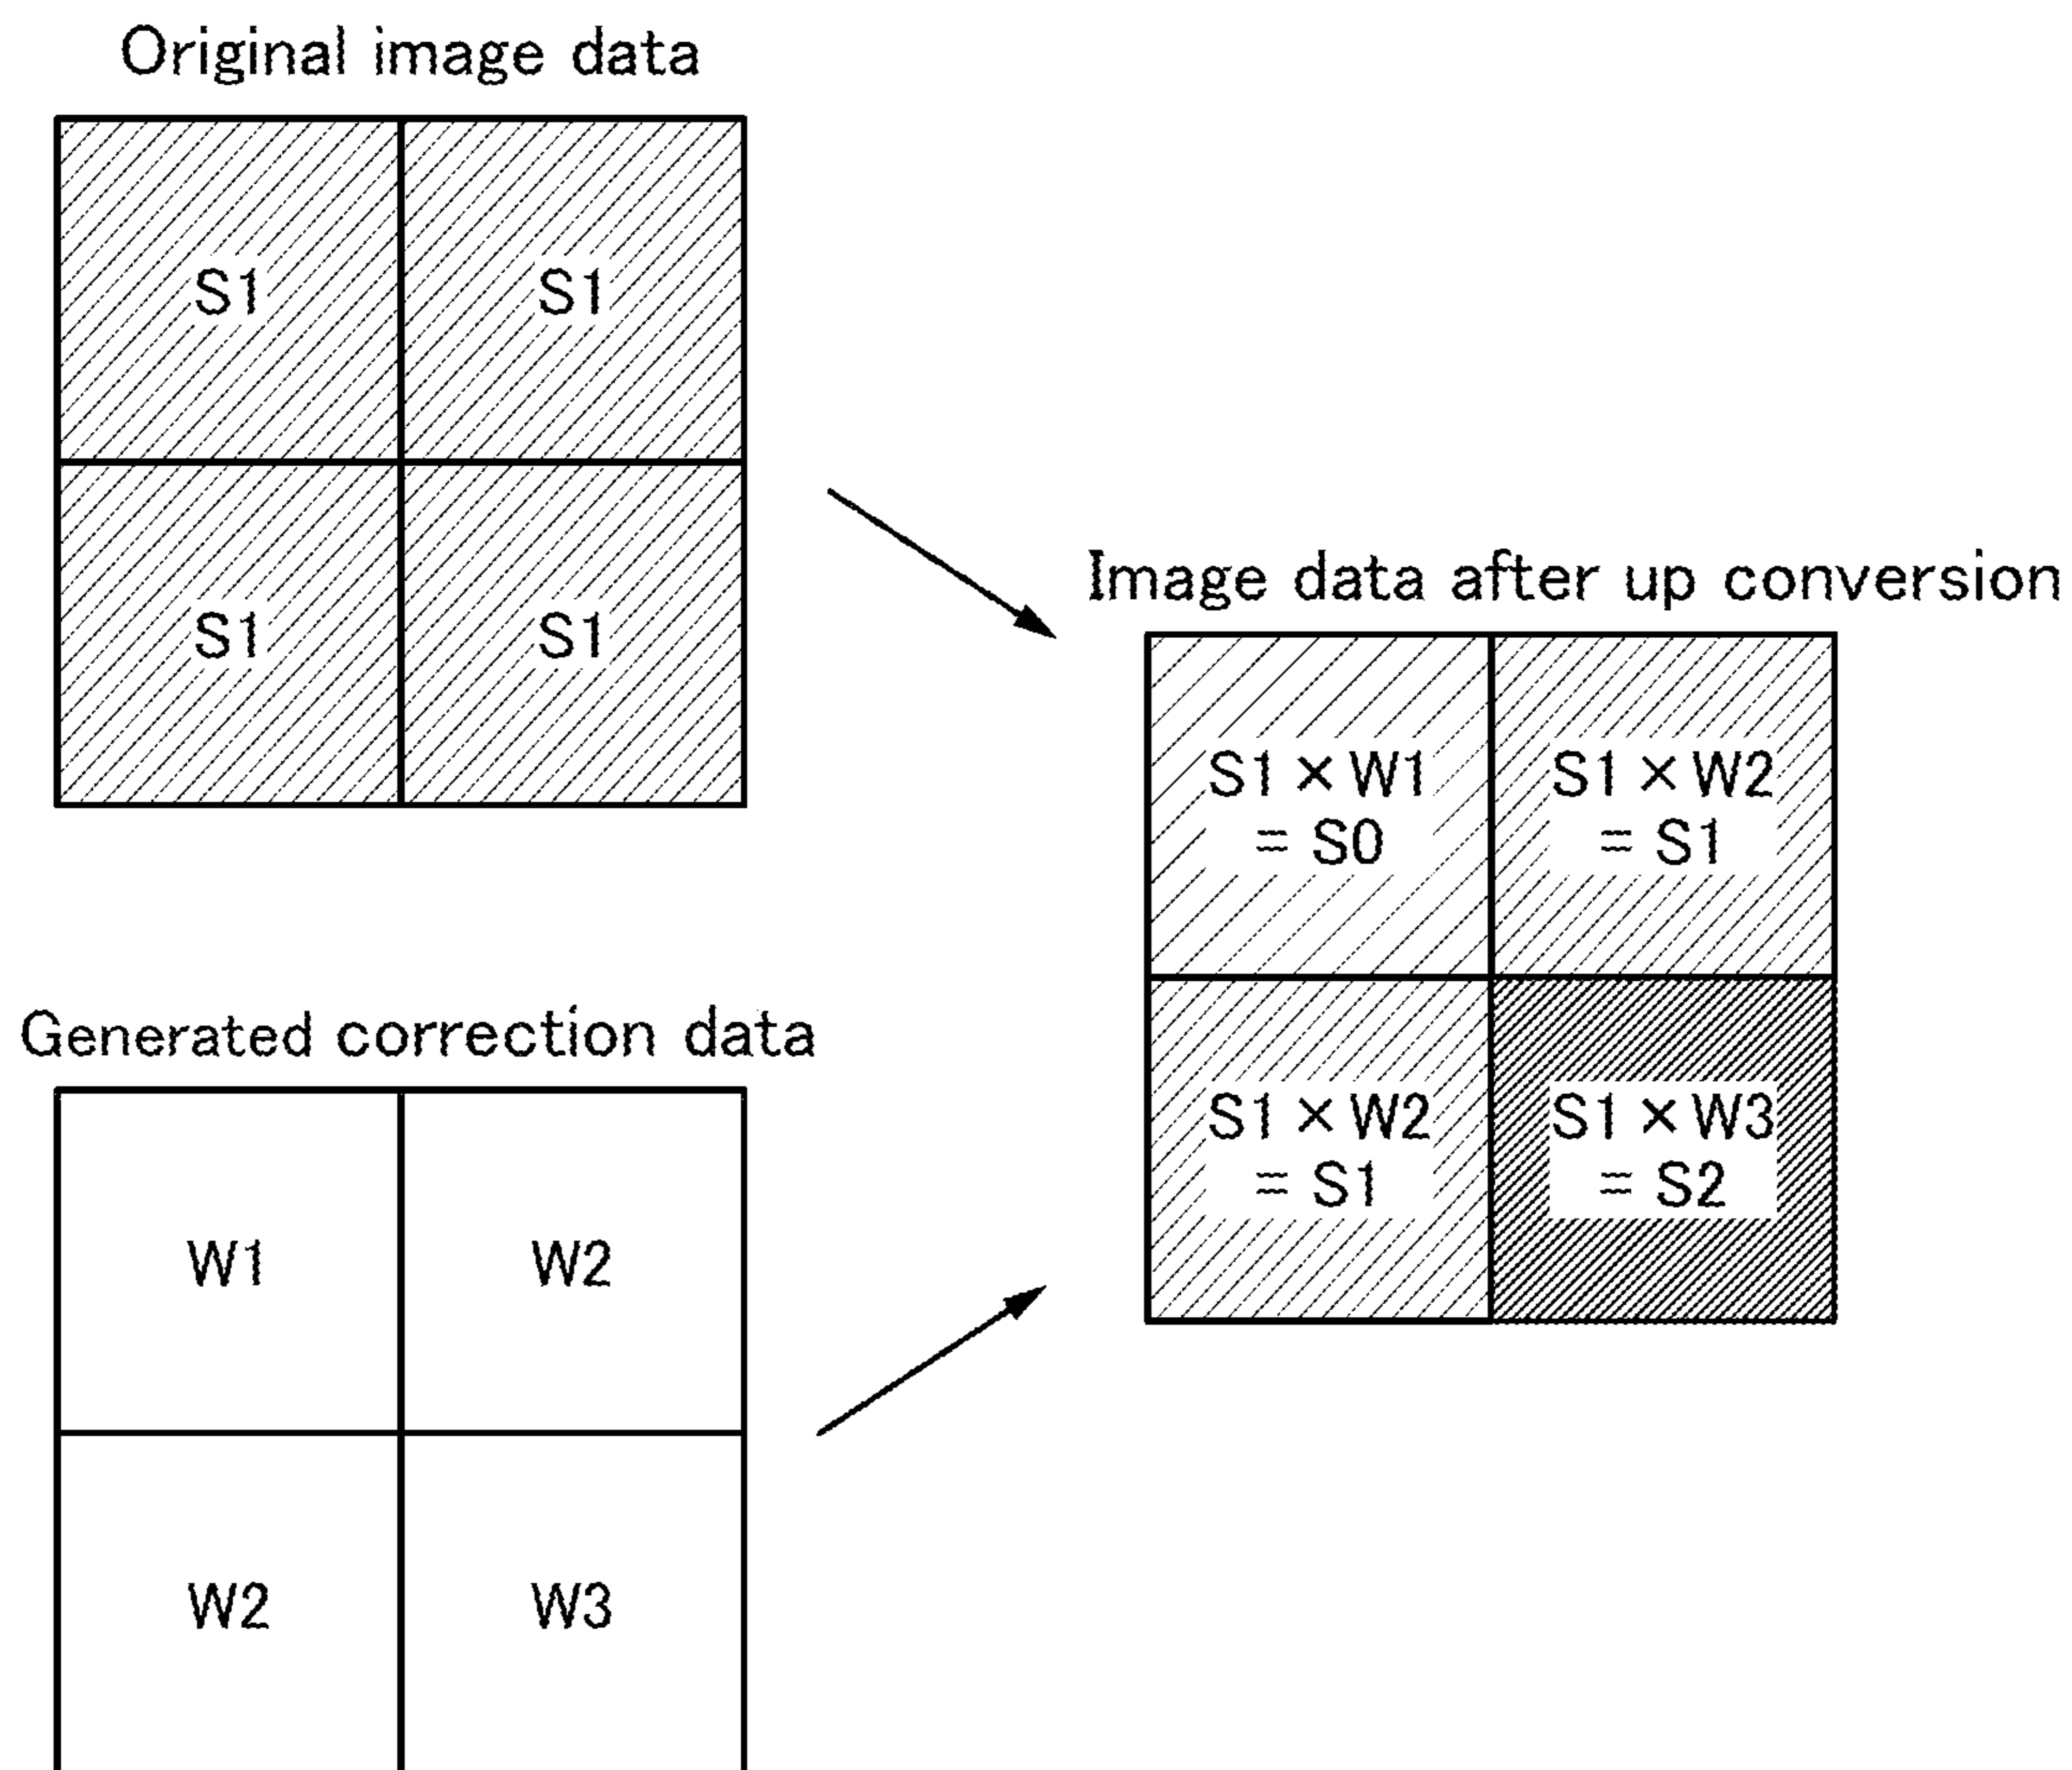 Original image data
S1 S1
S1 S1
Image data after up conversion
S1 × W1 S1 × W2
= S0 = S1
S1 × W2 S1 × W3
= S1 = S2
Generated correction data
W1 W2
W2 W3